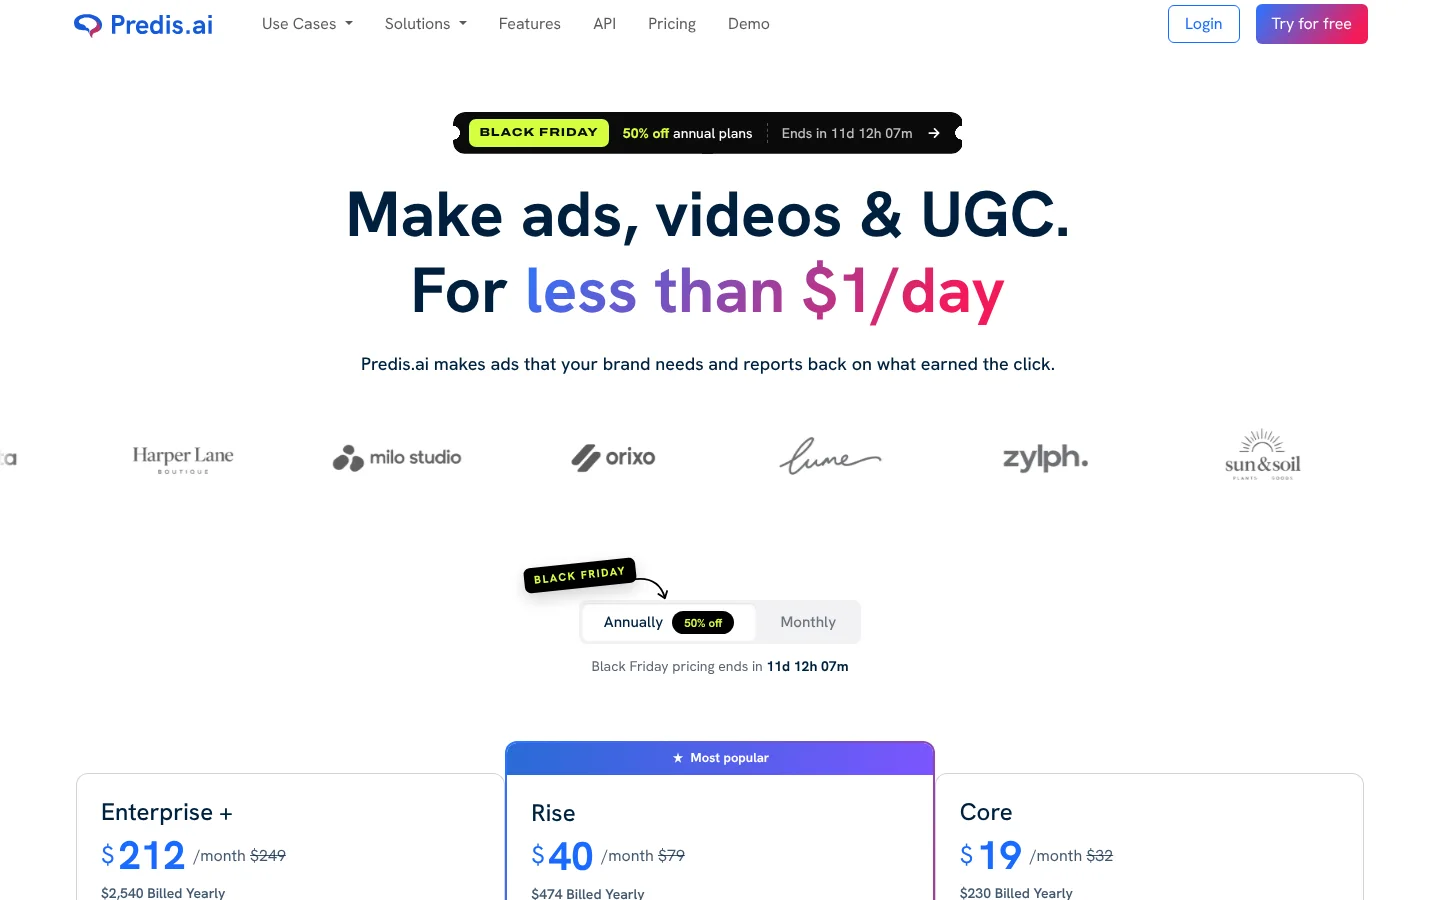 Predis.ai
Use Cases
Solutions
Features
API
Pricing
Demo
Login
Try for free
BLACK FRIDAY 50% off annual plans Ends in 11d 12h 07m →
Make ads, videos & UGC.
For less than $1/day
Predis.ai makes ads that your brand needs and reports back on what earned the click.
ta
Harper Lane
BOUTIQUE
milo studio
orixo
lume
zylph.
sun&soil
PLANTS GOODS
BLACK FRIDAY
Annually 50% off
Monthly
Black Friday pricing ends in 11d 12h 07m
Enterprise +
$212 /month $249
$2,540 Billed Yearly
★ Most popular
Rise
$40 /month $79
$474 Billed Yearly
Core
$19 /month $32
$230 Billed Yearly